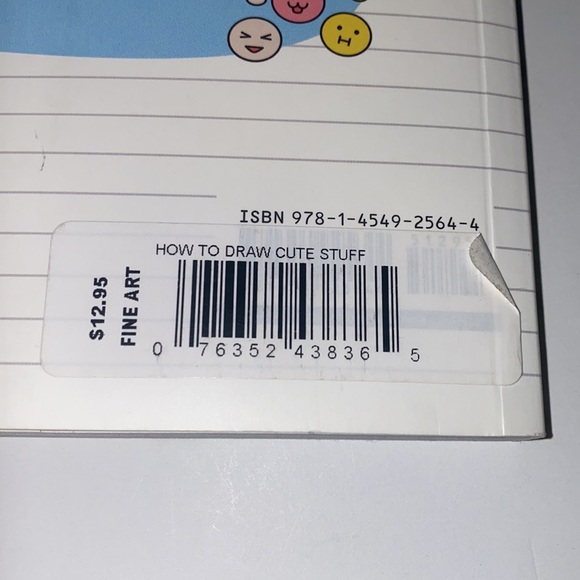 ISBN 978-1-4549-2564-4
HOW TO DRAW CUTE STUFF
$12.95
FINE ART
0 76352 43836 5